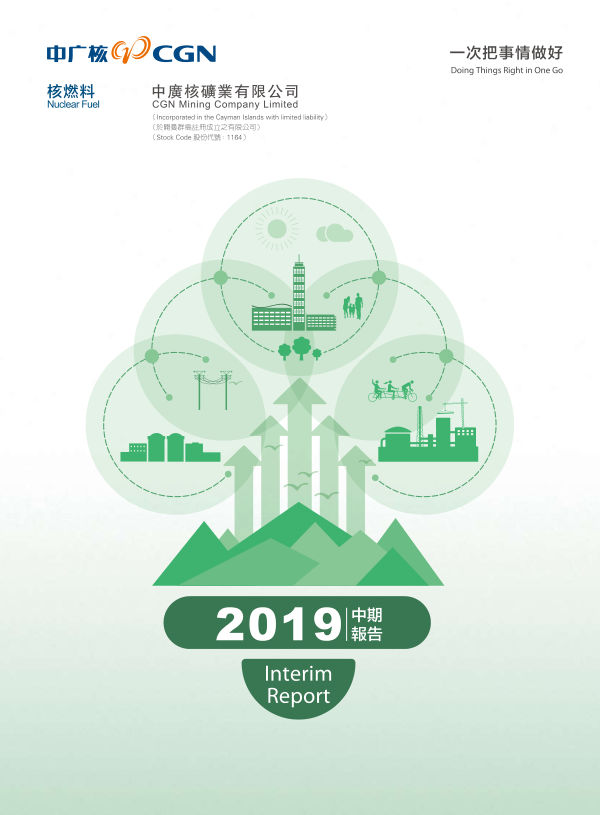 中广核 CGN
一次把事情做好
Doing Things Right in One Go
核燃料
Nuclear Fuel
中廣核礦業有限公司
CGN Mining Company Limited
(Incorporated in the Cayman Islands with limited liability)
(於開曼群島註冊成立之有限公司)
(Stock Code 股份代號 : 1164)
2019 中期
報告
Interim
Report